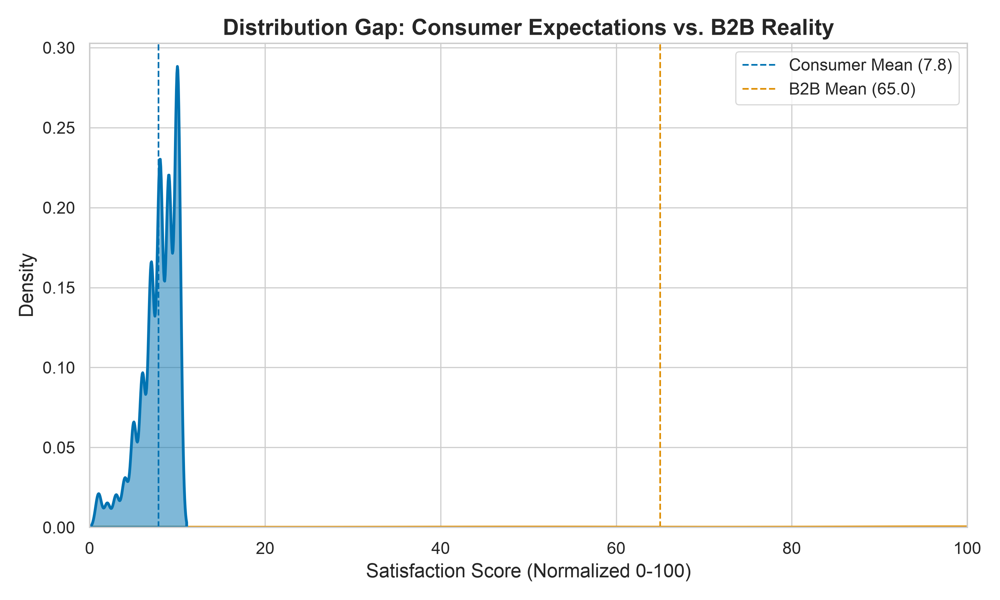 Distribution Gap: Consumer Expectations vs. B2B Reality
Consumer Mean (7.8)
B2B Mean (65.0)
0.30
0.25
0.20
0.15
0.10
0.05
0.00
Density
0 20 40 60 80 100
Satisfaction Score (Normalized 0-100)